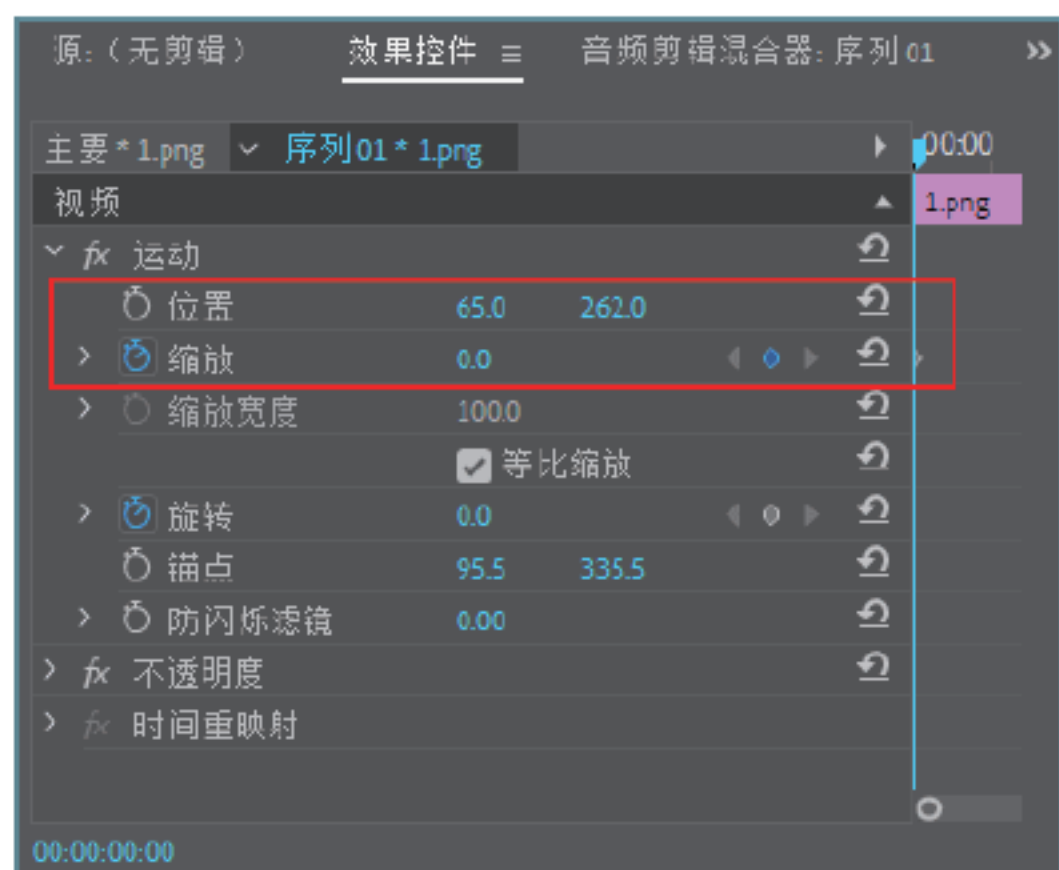 源:（无剪辑） 效果控件 ≡ 音频剪辑混合器: 序列 01 »
主要 * 1.png 序列 01 * 1.png 00:00
视频 1.png
fx 运动
位置 65.0 262.0
缩放 0.0
缩放宽度 100.0
等比缩放
旋转 0.0
锚点 95.5 335.5
防闪烁滤镜 0.00
fx 不透明度
fx 时间重映射
00:00:00:00